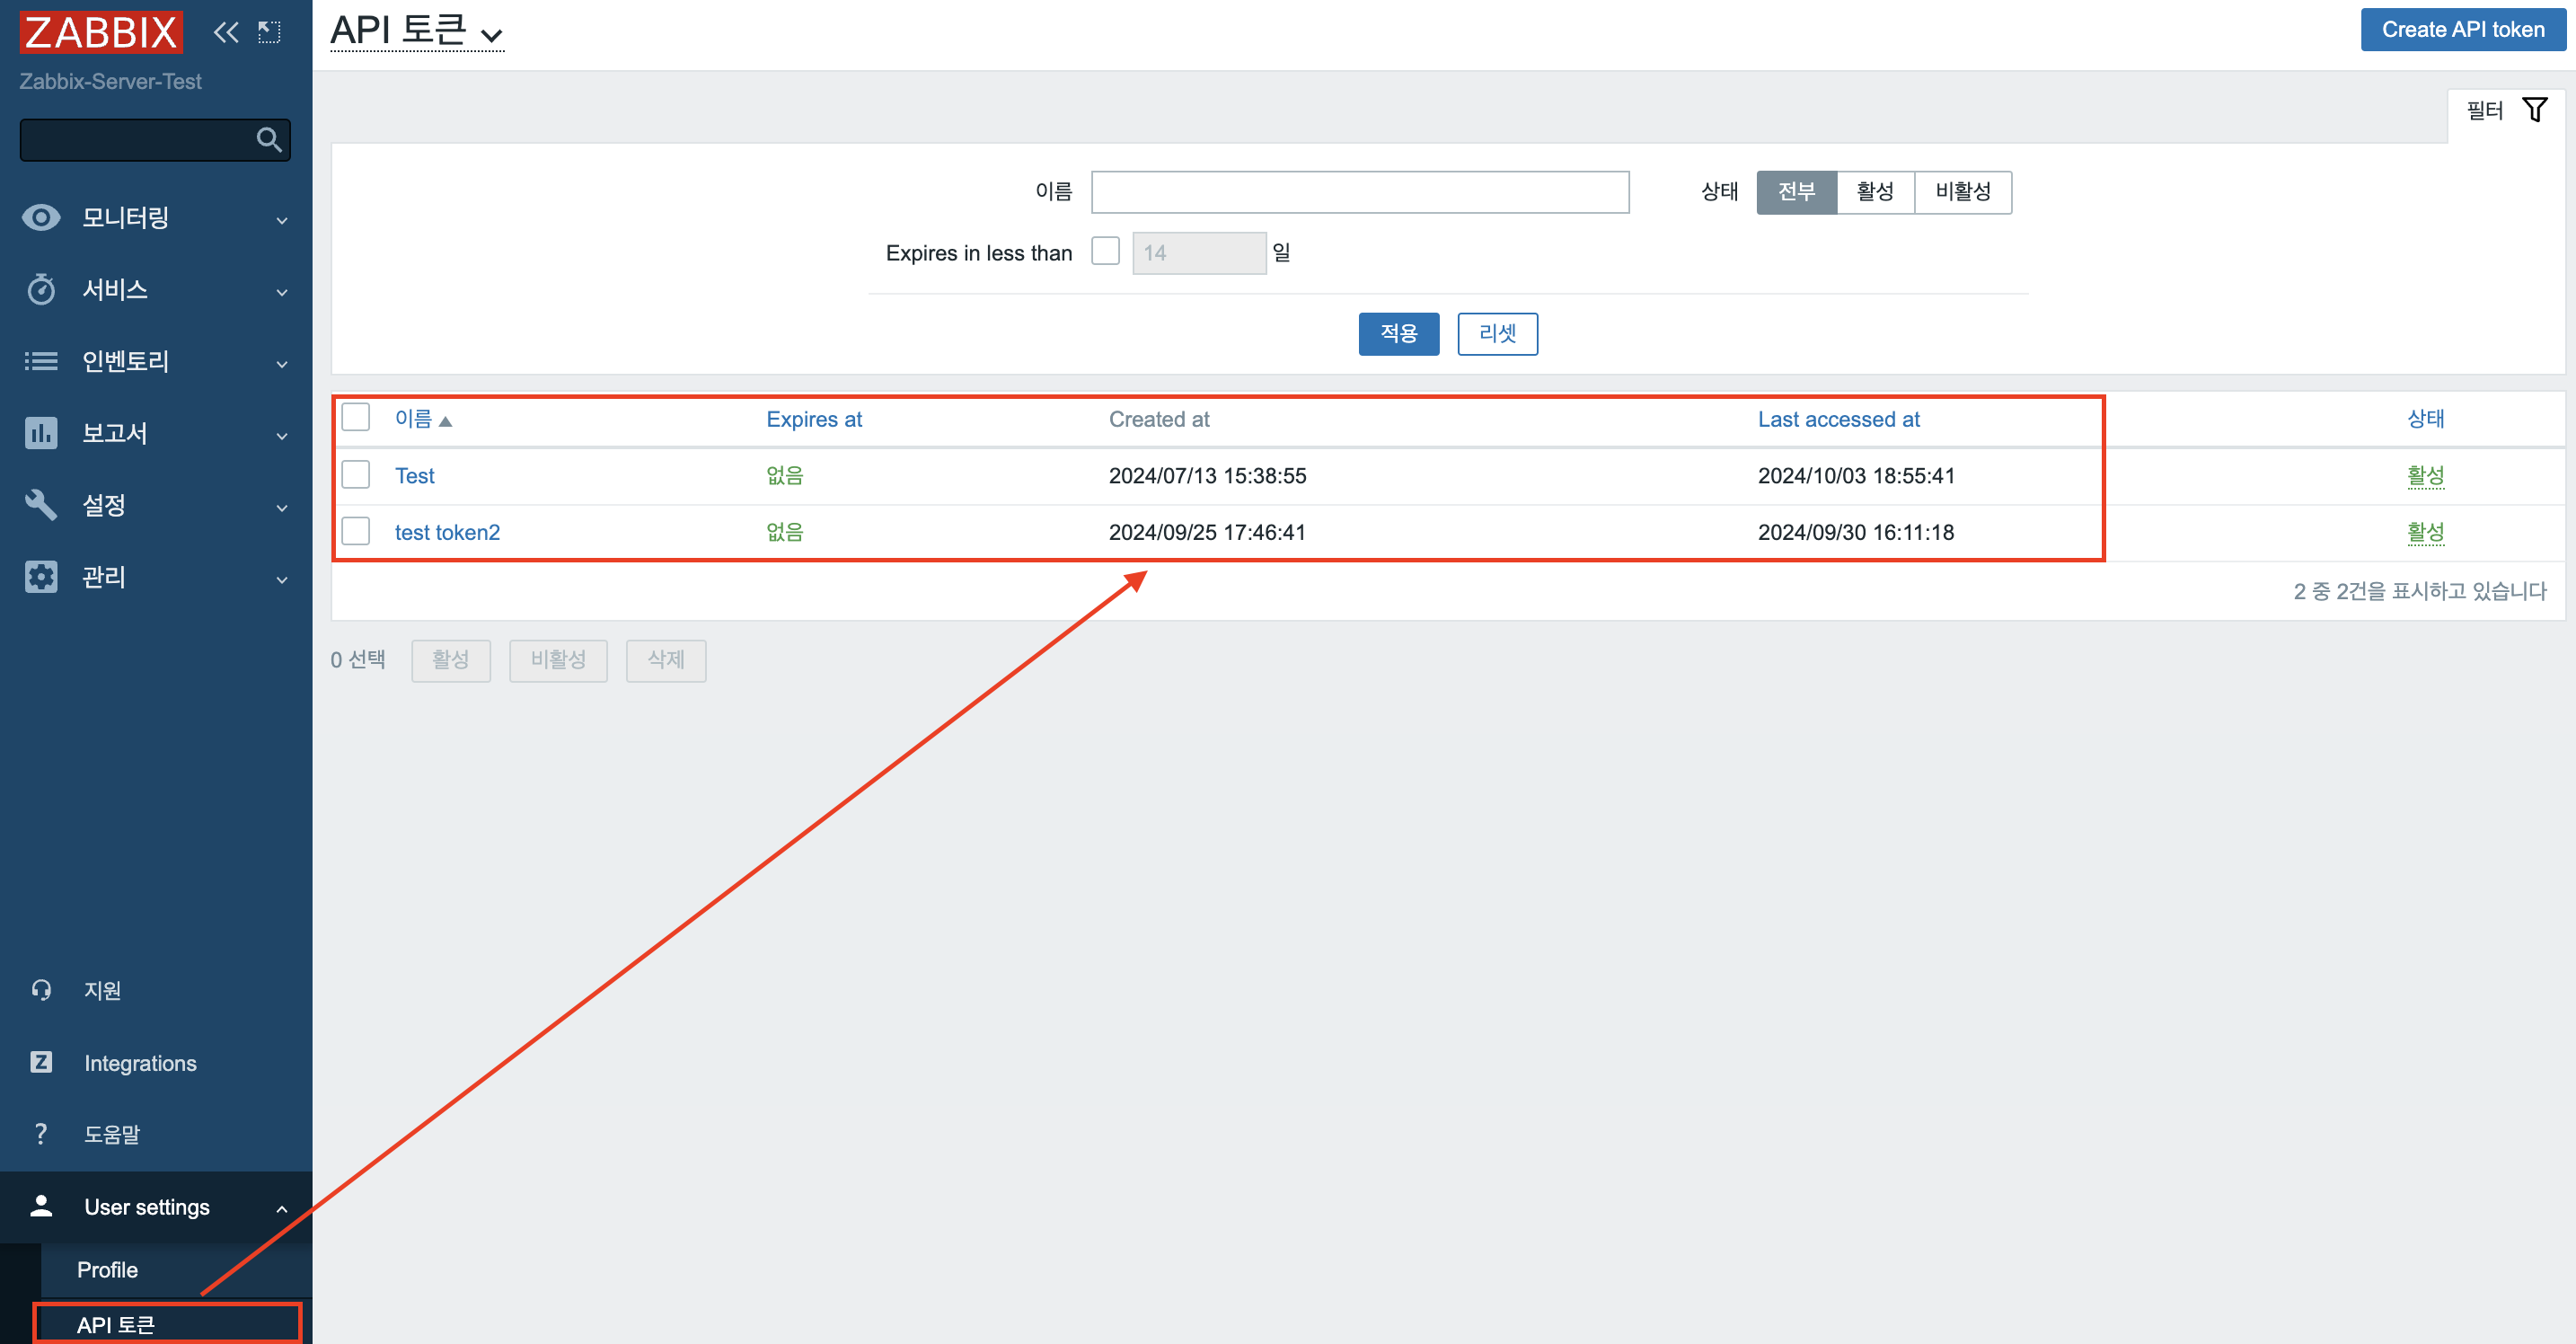 ZABBIX
Zabbix-Server-Test
모니터링
서비스
인벤토리
보고서
설정
관리
지원
Z Integrations
? 도움말
User settings
Profile
API 토큰
API 토큰
Create API token
필터
이름
상태 전부 활성 비활성
Expires in less than 14 일
적용 리셋
이름 ▲ Expires at Created at Last accessed at 상태
Test 없음 2024/07/13 15:38:55 2024/10/03 18:55:41 활성
test token2 없음 2024/09/25 17:46:41 2024/09/30 16:11:18 활성
2 중 2건을 표시하고 있습니다
0 선택 활성 비활성 삭제